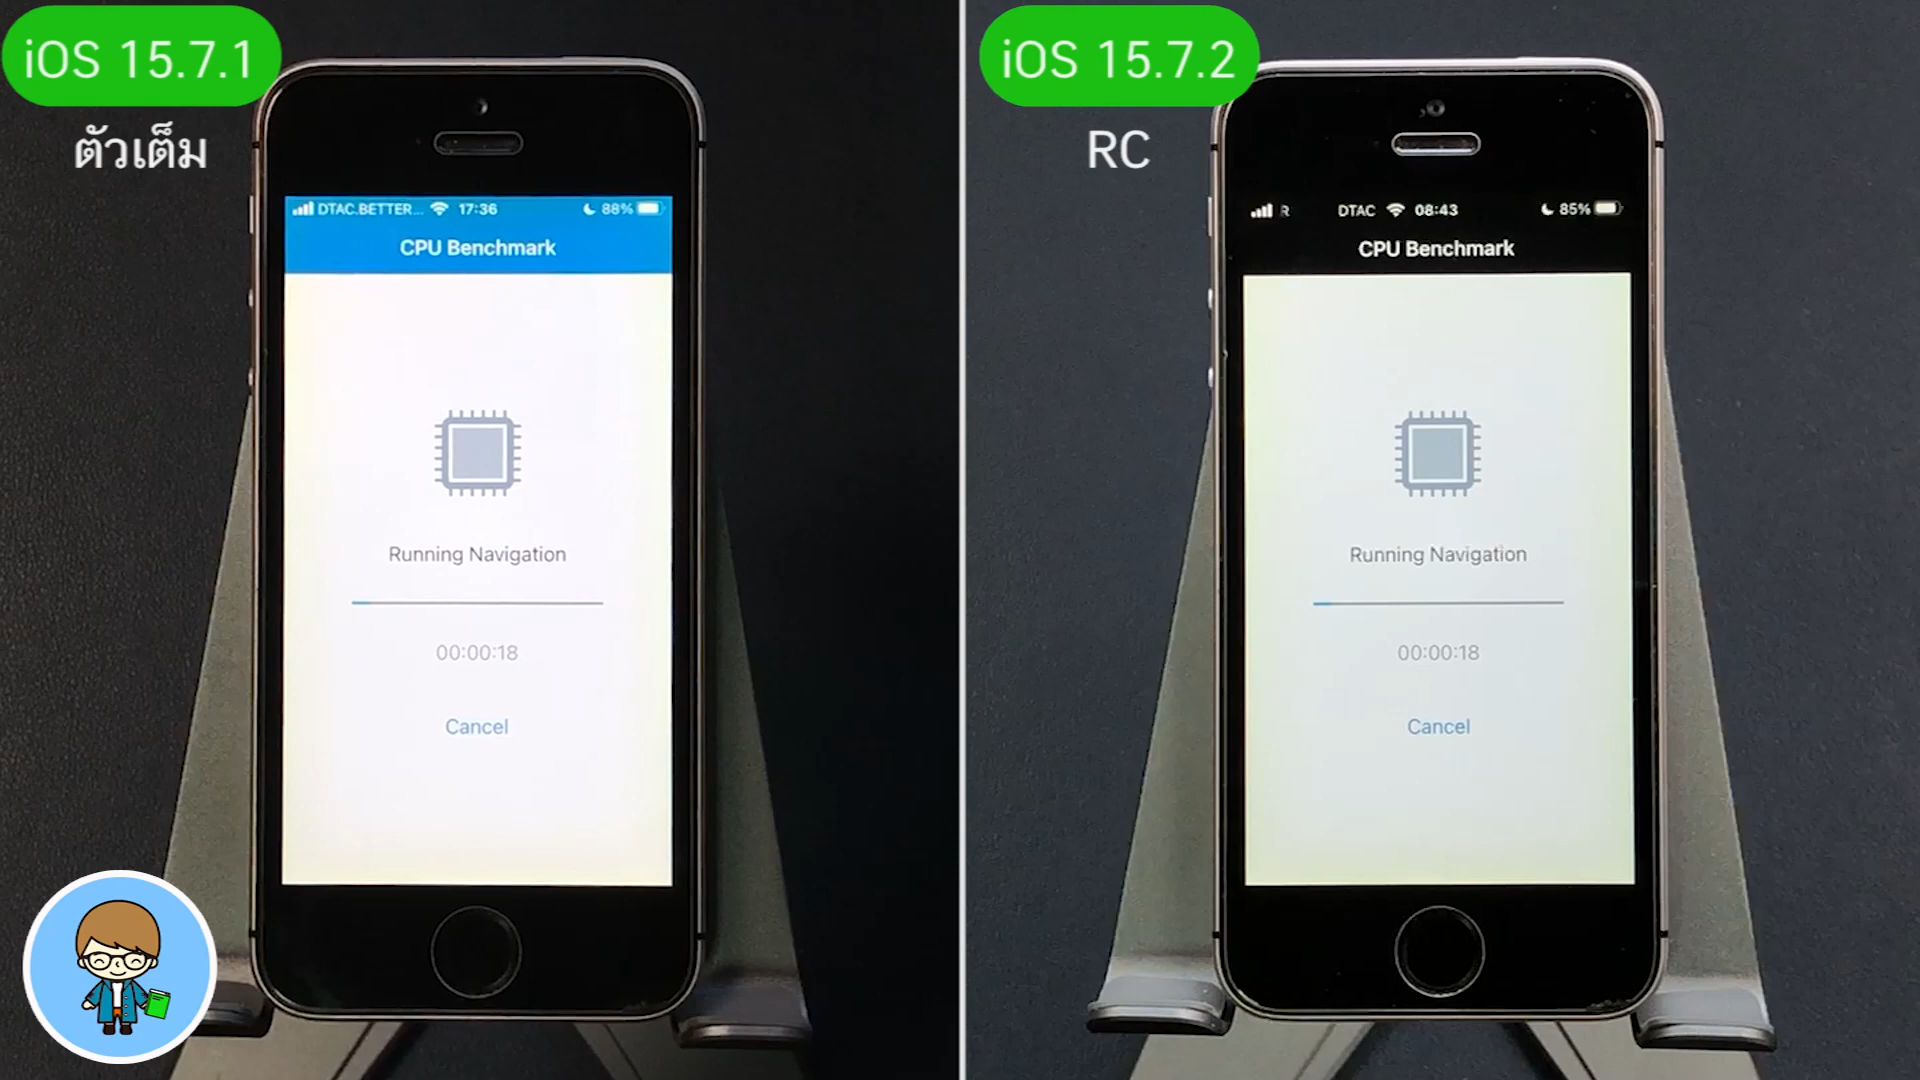 iOS 15.7.1
ตัวเต็ม
DTAC.BETTER... 17:36 88%
CPU Benchmark
Running Navigation
00:00:18
Cancel
iOS 15.7.2
RC
R DTAC 08:43 85%
CPU Benchmark
Running Navigation
00:00:18
Cancel